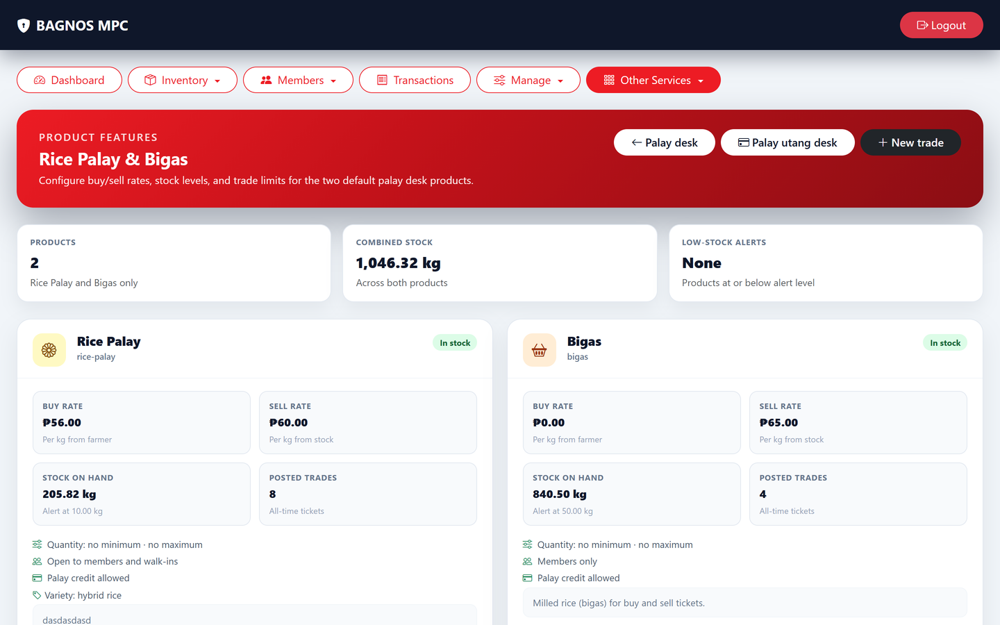 BAGNOS MPC
Logout
Dashboard
Inventory
Members
Transactions
Manage
Other Services
PRODUCT FEATURES
Rice Palay & Bigas
Configure buy/sell rates, stock levels, and trade limits for the two default palay desk products.
Palay desk
Palay utang desk
New trade
PRODUCTS
2
Rice Palay and Bigas only
COMBINED STOCK
1,046.32 kg
Across both products
LOW-STOCK ALERTS
None
Products at or below alert level
Rice Palay
rice-palay
In stock
BUY RATE
₱56.00
Per kg from farmer
SELL RATE
₱60.00
Per kg from stock
STOCK ON HAND
205.82 kg
Alert at 10.00 kg
POSTED TRADES
8
All-time tickets
Quantity: no minimum · no maximum
Open to members and walk-ins
Palay credit allowed
Variety: hybrid rice
dasdasdasd
Bigas
bigas
In stock
BUY RATE
₱0.00
Per kg from farmer
SELL RATE
₱65.00
Per kg from stock
STOCK ON HAND
840.50 kg
Alert at 50.00 kg
POSTED TRADES
4
All-time tickets
Quantity: no minimum · no maximum
Members only
Palay credit allowed
Milled rice (bigas) for buy and sell tickets.